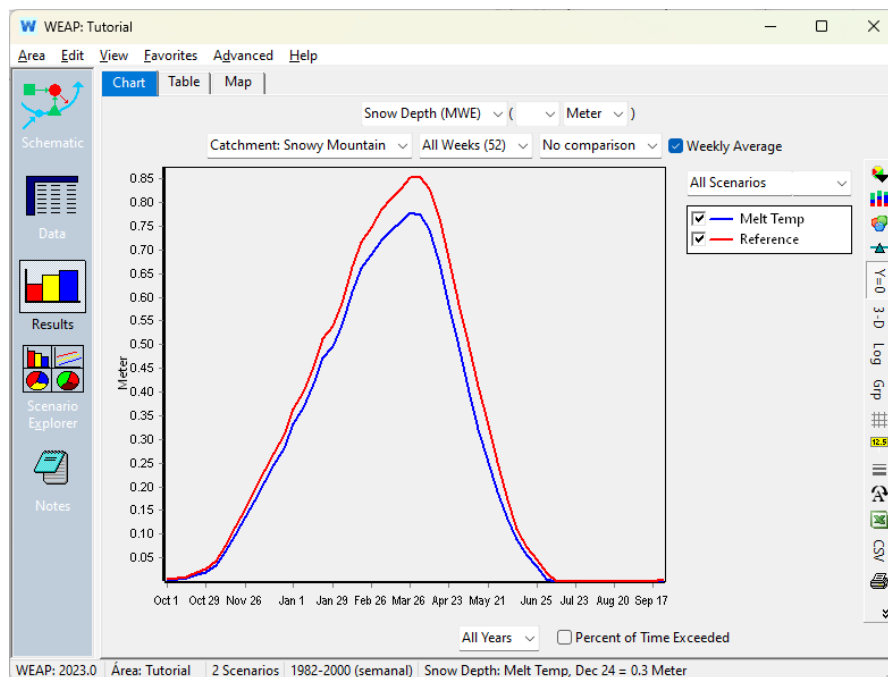 WEAP: Tutorial
Area Edit View Favorites Advanced Help
Chart Table Map
Snow Depth (MWE) ( Meter )
Catchment: Snowy Mountain All Weeks (52) No comparison Weekly Average
All Scenarios
Melt Temp
Reference
Schematic
Data
Results
Scenario
Explorer
Notes
Meter
0.85
0.80
0.75
0.70
0.65
0.60
0.55
0.50
0.45
0.40
0.35
0.30
0.25
0.20
0.15
0.10
0.05
Oct 1 Oct 29 Nov 26 Jan 1 Jan 29 Feb 26 Mar 26 Apr 23 May 21 Jun 25 Jul 23 Aug 20 Sep 17
Y=0
3-D
Log
Grp
12.5
A
CSV
All Years Percent of Time Exceeded
WEAP: 2023.0 Área: Tutorial 2 Scenarios 1982-2000 (semanal) Snow Depth: Melt Temp, Dec 24 = 0.3 Meter